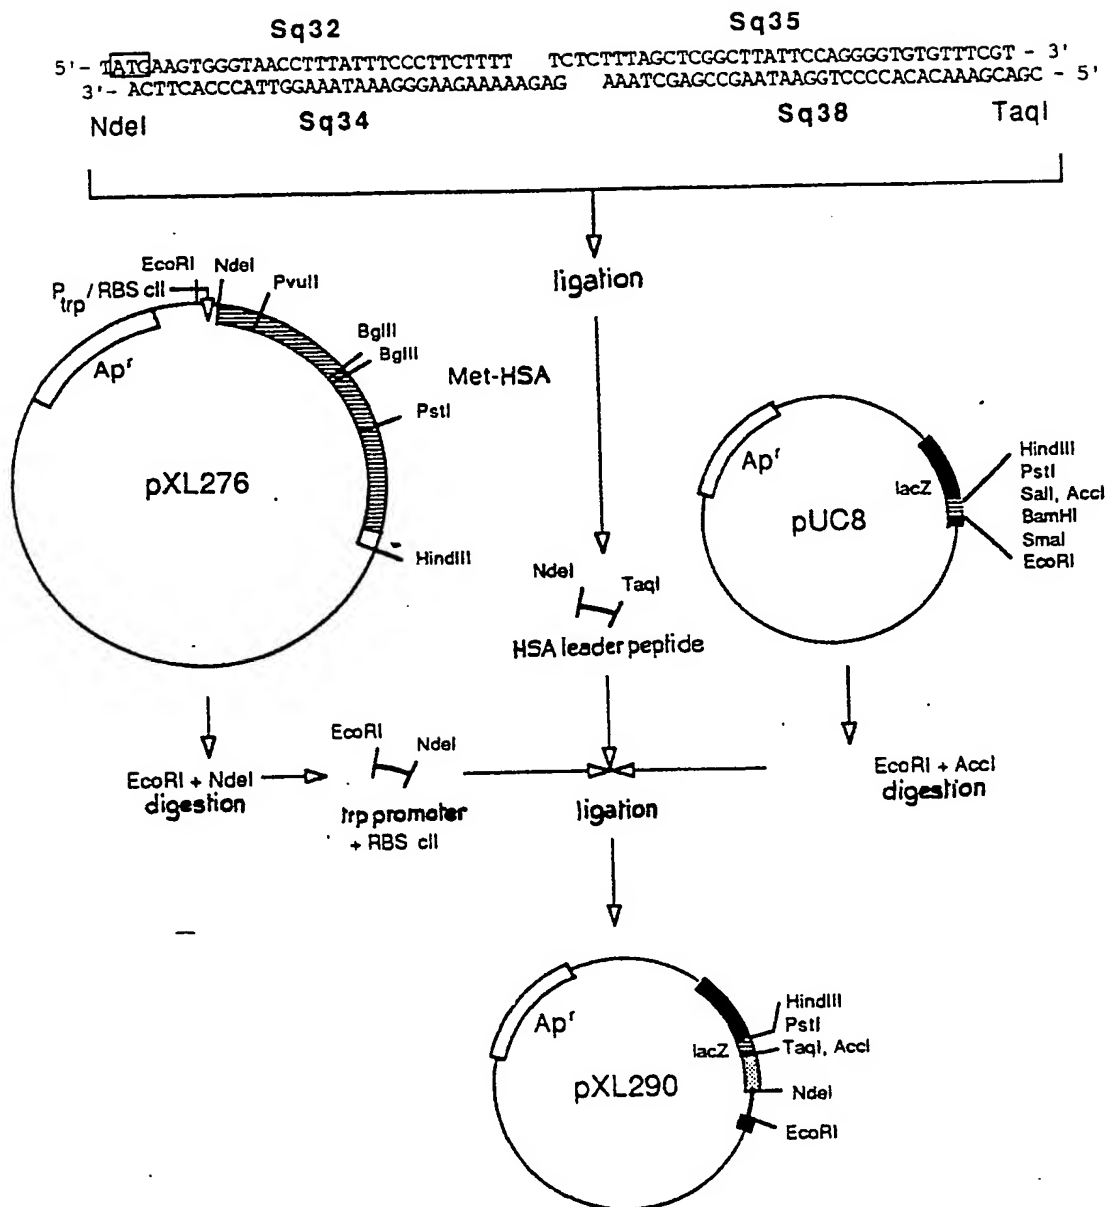 Sq32 Sq35
5'- TATGAAGTGGGTAACCTTTATTTCCCTTCTTTT TCTCTTTAGCTCGGCTTATTCCAGGGGTGTGTTTCGT - 3'
3'- ACTTCACCCATTGGAAATAAAGGGAAGAAAAAGAG AAATCGAGCCGAATAAGGTCCCCACACAAAGCAGC - 5'
NdeI Sq34 Sq38 TaqI
ligation
EcoRI NdeI
Ptrp/RBS cII PvuII
BglII
BglII
Apr Met-HSA
PstI
pXL276
HindIII
Apr
lacZ
pUC8
HindIII
PstI
SalI, AccI
BamHI
SmaI
EcoRI
NdeI TaqI
HSA leader peptide
EcoRI + NdeI
digestion
EcoRI NdeI
trp promoter
+ RBS cII
ligation
EcoRI + AccI
digestion
Apr
lacZ
pXL290
HindIII
PstI
TaqI, AccI
NdeI
EcoRI